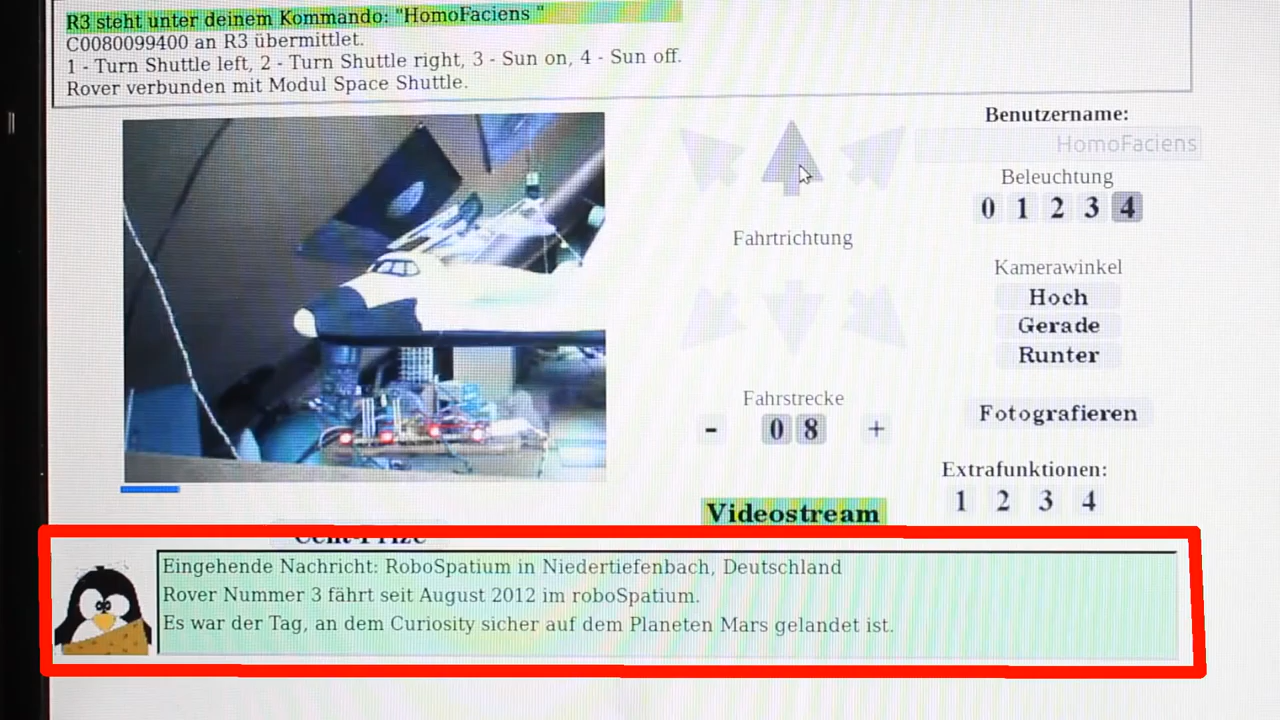 R3 steht unter deinem Kommando: "HomoFaciens "
C0080099400 an R3 übermittlet.
1 - Turn Shuttle left, 2 - Turn Shuttle right, 3 - Sun on, 4 - Sun off.
Rover verbunden mit Modul Space Shuttle.
Benutzername:
HomoFaciens
Beleuchtung
0 1 2 3 4
Fahrtrichtung
Kamerawinkel
Hoch
Gerade
Runter
Fahrstrecke
- 0 8 +
Fotografieren
Extrafunktionen:
1 2 3 4
Videostream
Cent-Prize
Eingehende Nachricht: RoboSpatium in Niedertiefenbach, Deutschland
Rover Nummer 3 fährt seit August 2012 im roboSpatium.
Es war der Tag, an dem Curiosity sicher auf dem Planeten Mars gelandet ist.